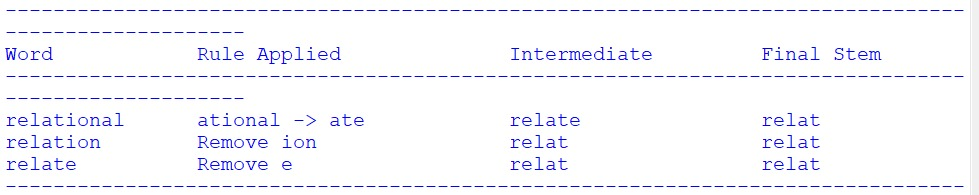 --------------------------------------------------------------------------------
--------------------
Word            Rule Applied              Intermediate         Final Stem
--------------------------------------------------------------------------------
--------------------
relational      ational -> ate            relate               relat
relation        Remove ion                relat                relat
relate          Remove e                  relat                relat
--------------------------------------------------------------------------------